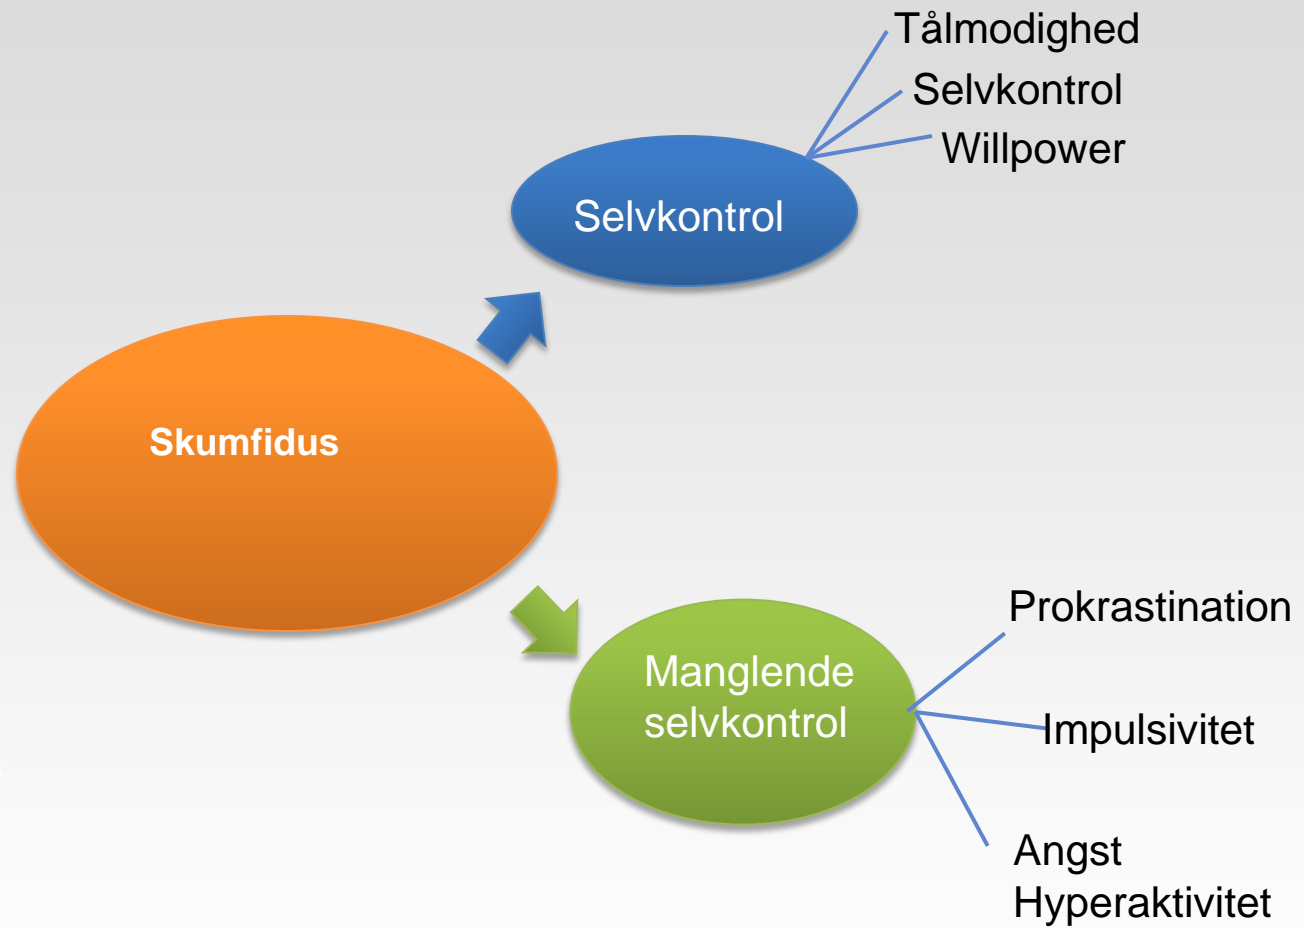 Tålmodighed
Selvkontrol
Willpower
Selvkontrol
Skumfidus
Manglende
selvkontrol
Prokrastination
Impulsivitet
Angst
Hyperaktivitet